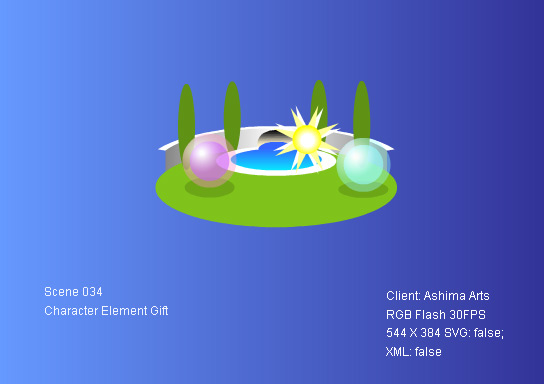 Scene 034
Character Element Gift
Client: Ashima Arts
RGB Flash 30FPS
544 X 384 SVG: false;
XML: false